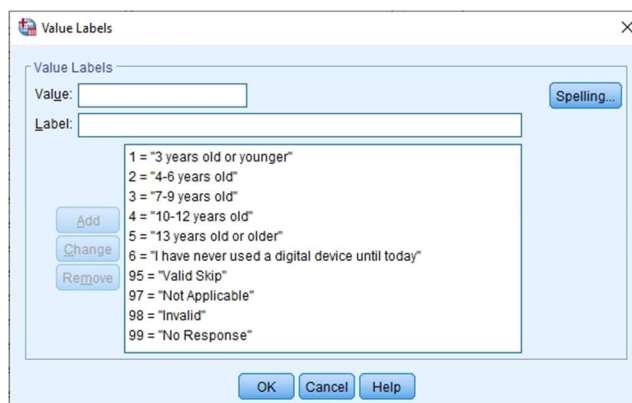 Value Labels
Value Labels
Value:
Spelling...
Label:
1 = "3 years old or younger"
2 = "4-6 years old"
3 = "7-9 years old"
4 = "10-12 years old"
5 = "13 years old or older"
6 = "I have never used a digital device until today"
95 = "Valid Skip"
97 = "Not Applicable"
98 = "Invalid"
99 = "No Response"
Add
Change
Remove
OK Cancel Help